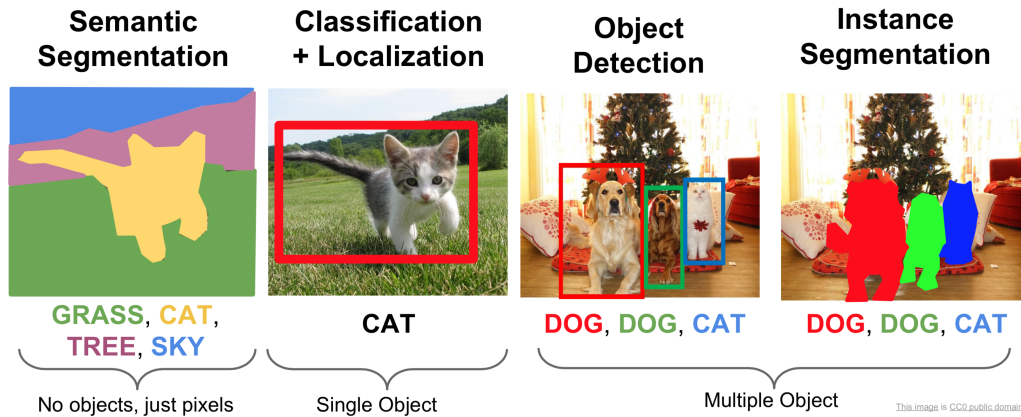 Semantic
Segmentation
Classification
+ Localization
Object
Detection
Instance
Segmentation
GRASS, CAT,
TREE, SKY
CAT
DOG, DOG, CAT
DOG, DOG, CAT
No objects, just pixels
Single Object
Multiple Object
This image is CC0 public domain